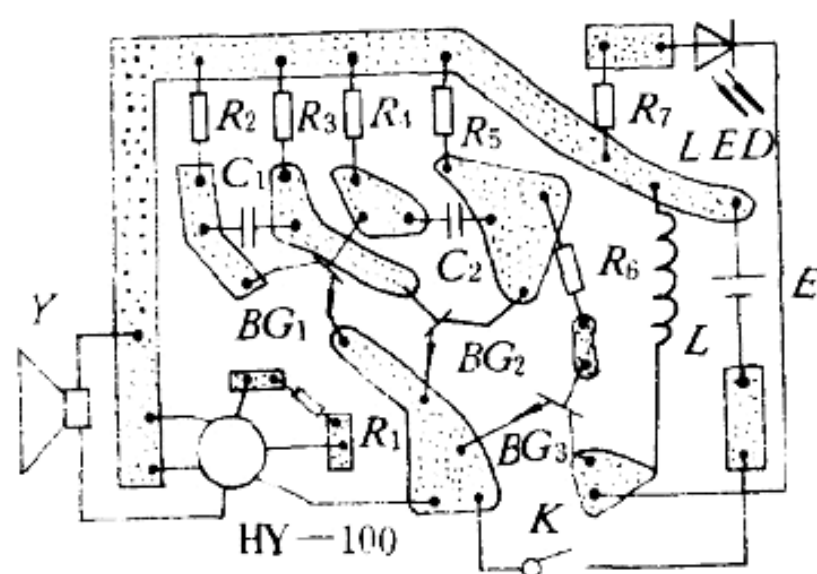 R2 R3 R4 R5 R7
LED
C1 C2 R6 E
Y BG1 BG2 L
R1 BG3
K
HY-100